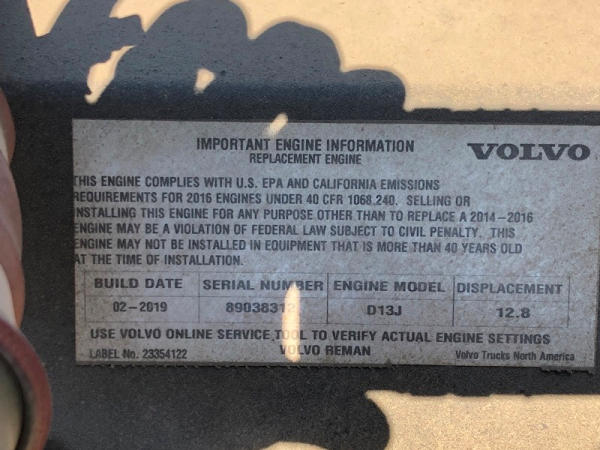 IMPORTANT ENGINE INFORMATION
REPLACEMENT ENGINE
VOLVO
THIS ENGINE COMPLIES WITH U.S. EPA AND CALIFORNIA EMISSIONS
REQUIREMENTS FOR 2016 ENGINES UNDER 40 CFR 1068.240. SELLING OR
INSTALLING THIS ENGINE FOR ANY PURPOSE OTHER THAN TO REPLACE A 2014-2016
ENGINE MAY BE A VIOLATION OF FEDERAL LAW SUBJECT TO CIVIL PENALTY. THIS
ENGINE MAY NOT BE INSTALLED IN EQUIPMENT THAT IS MORE THAN 40 YEARS OLD
AT THE TIME OF INSTALLATION.
BUILD DATE SERIAL NUMBER ENGINE MODEL DISPLACEMENT
02-2019 D13J 12.8
USE VOLVO ONLINE SERVICE TOOL TO VERIFY ACTUAL ENGINE SETTINGS
LABEL No. 23354122 VOLVO REMAN Volvo Trucks North America